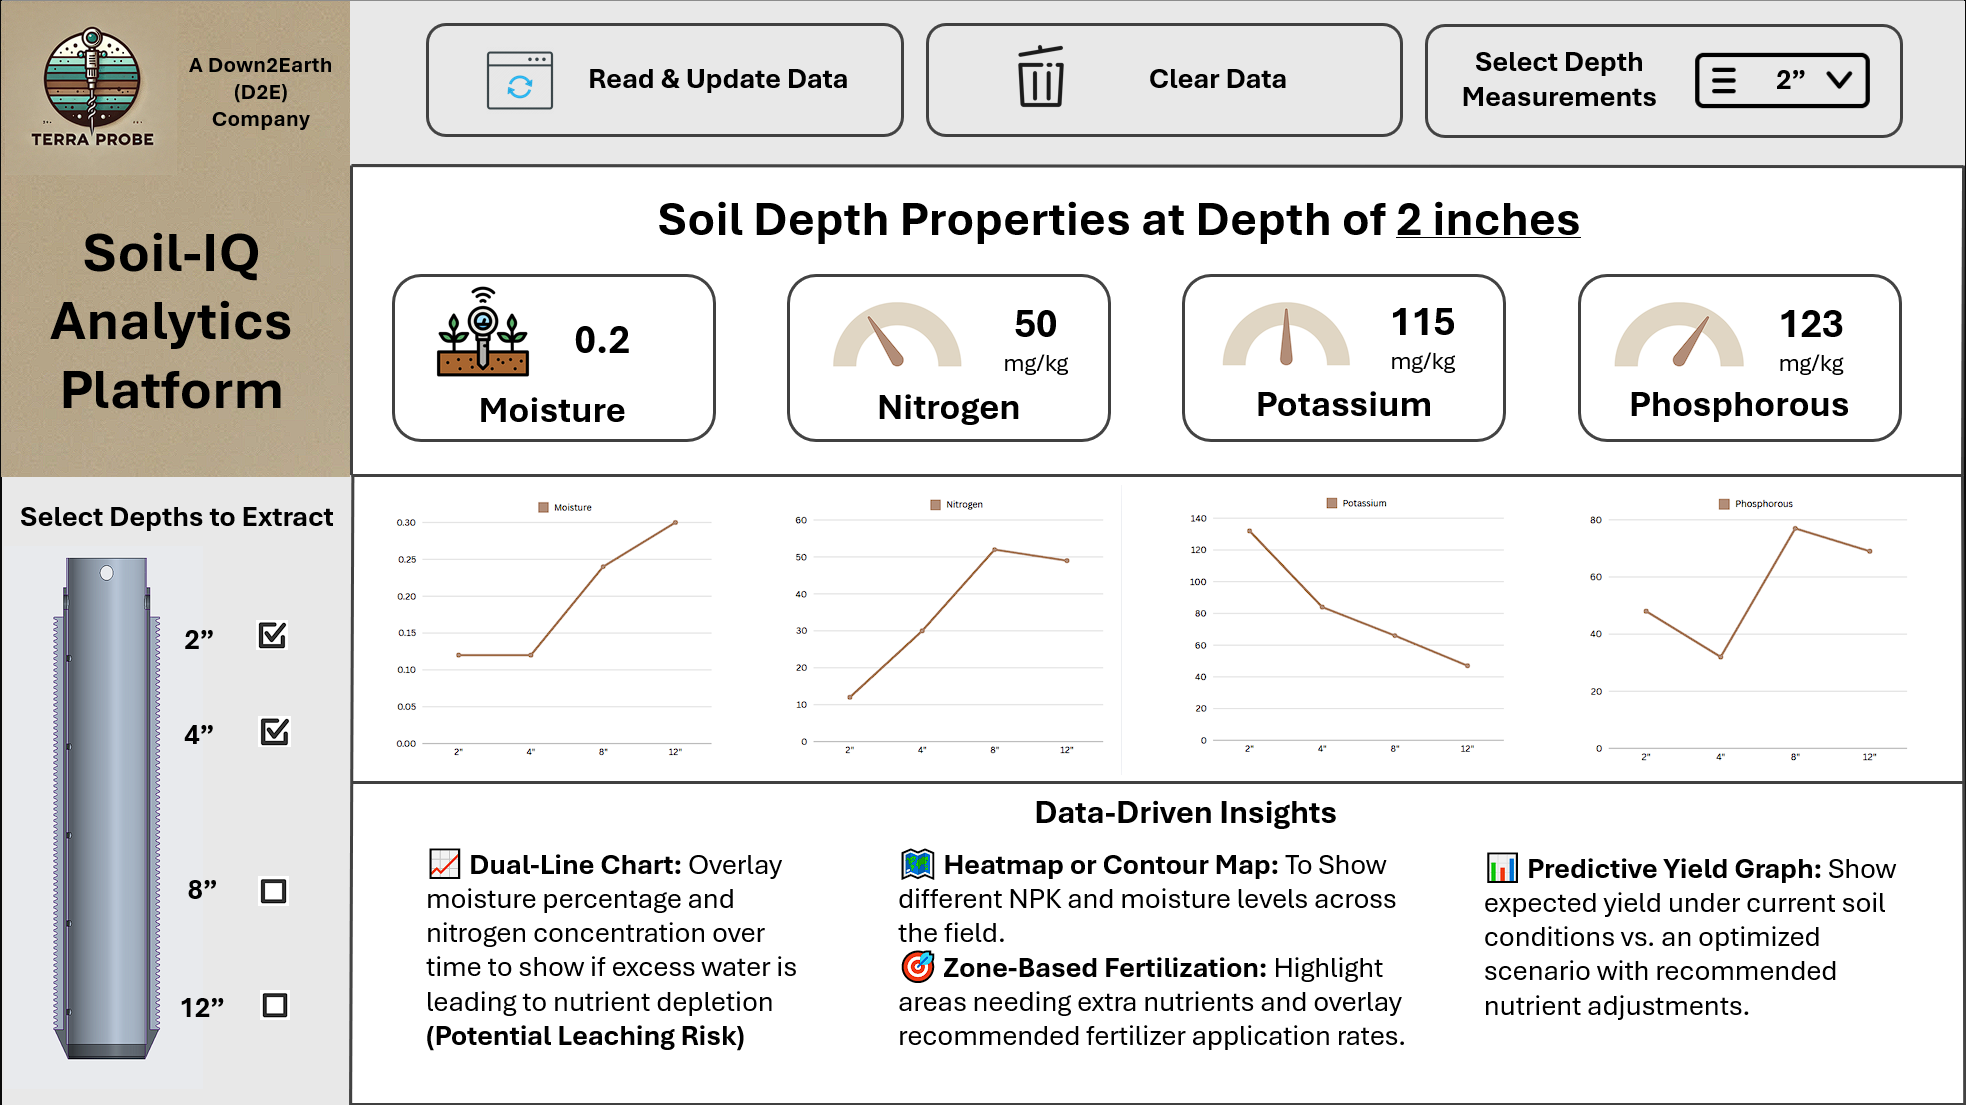 TERRA PROBE
A Down2Earth
(D2E)
Company
Read & Update Data
Clear Data
Select Depth
Measurements
2”
Soil-IQ
Analytics
Platform
Soil Depth Properties at Depth of 2 inches
0.2
Moisture
50
mg/kg
Nitrogen
115
mg/kg
Potassium
123
mg/kg
Phosphorous
Select Depths to Extract
2”
4”
8”
12”
Moisture
0.30
0.25
0.20
0.15
0.10
0.05
0.00
2" 4" 8" 12"
Nitrogen
60
50
40
30
20
10
0
2" 4" 8" 12"
Potassium
140
120
100
80
60
40
20
0
2" 4" 8" 12"
Phosphorous
80
60
40
20
0
2" 4" 8" 12"
Data-Driven Insights
Dual-Line Chart: Overlay
moisture percentage and
nitrogen concentration over
time to show if excess water is
leading to nutrient depletion
(Potential Leaching Risk)
Heatmap or Contour Map: To Show
different NPK and moisture levels across
the field.
Zone-Based Fertilization: Highlight
areas needing extra nutrients and overlay
recommended fertilizer application rates.
Predictive Yield Graph: Show
expected yield under current soil
conditions vs. an optimized
scenario with recommended
nutrient adjustments.